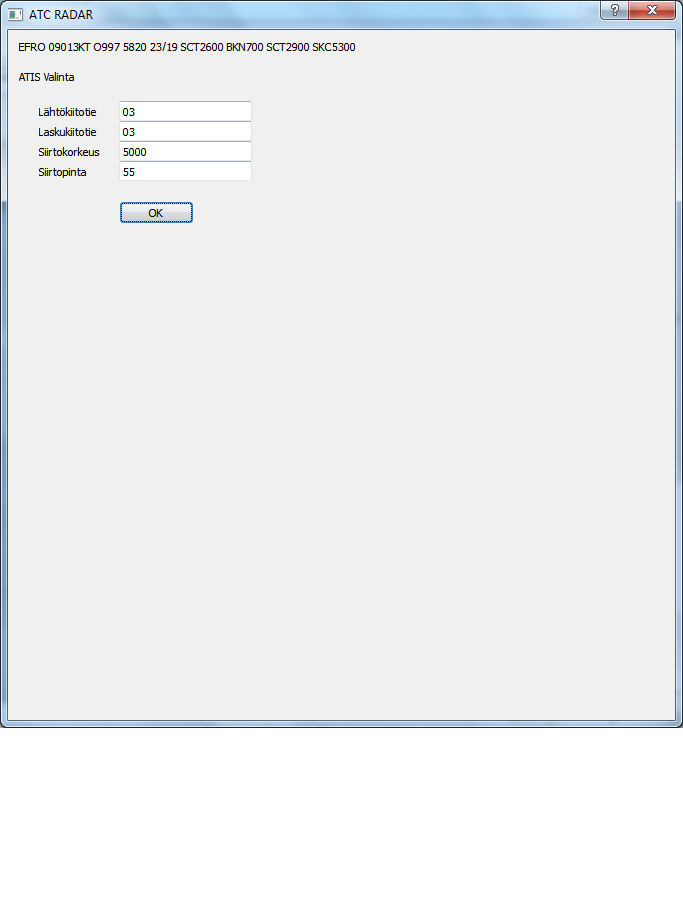 ATC RADAR
EFRO 09013KT O997 5820 23/19 SCT2600 BKN700 SCT2900 SKC5300
ATIS Valinta
Lähtökiitotie 03
Laskukiitotie 03
Siirtokorkeus 5000
Siirtopinta 55
OK